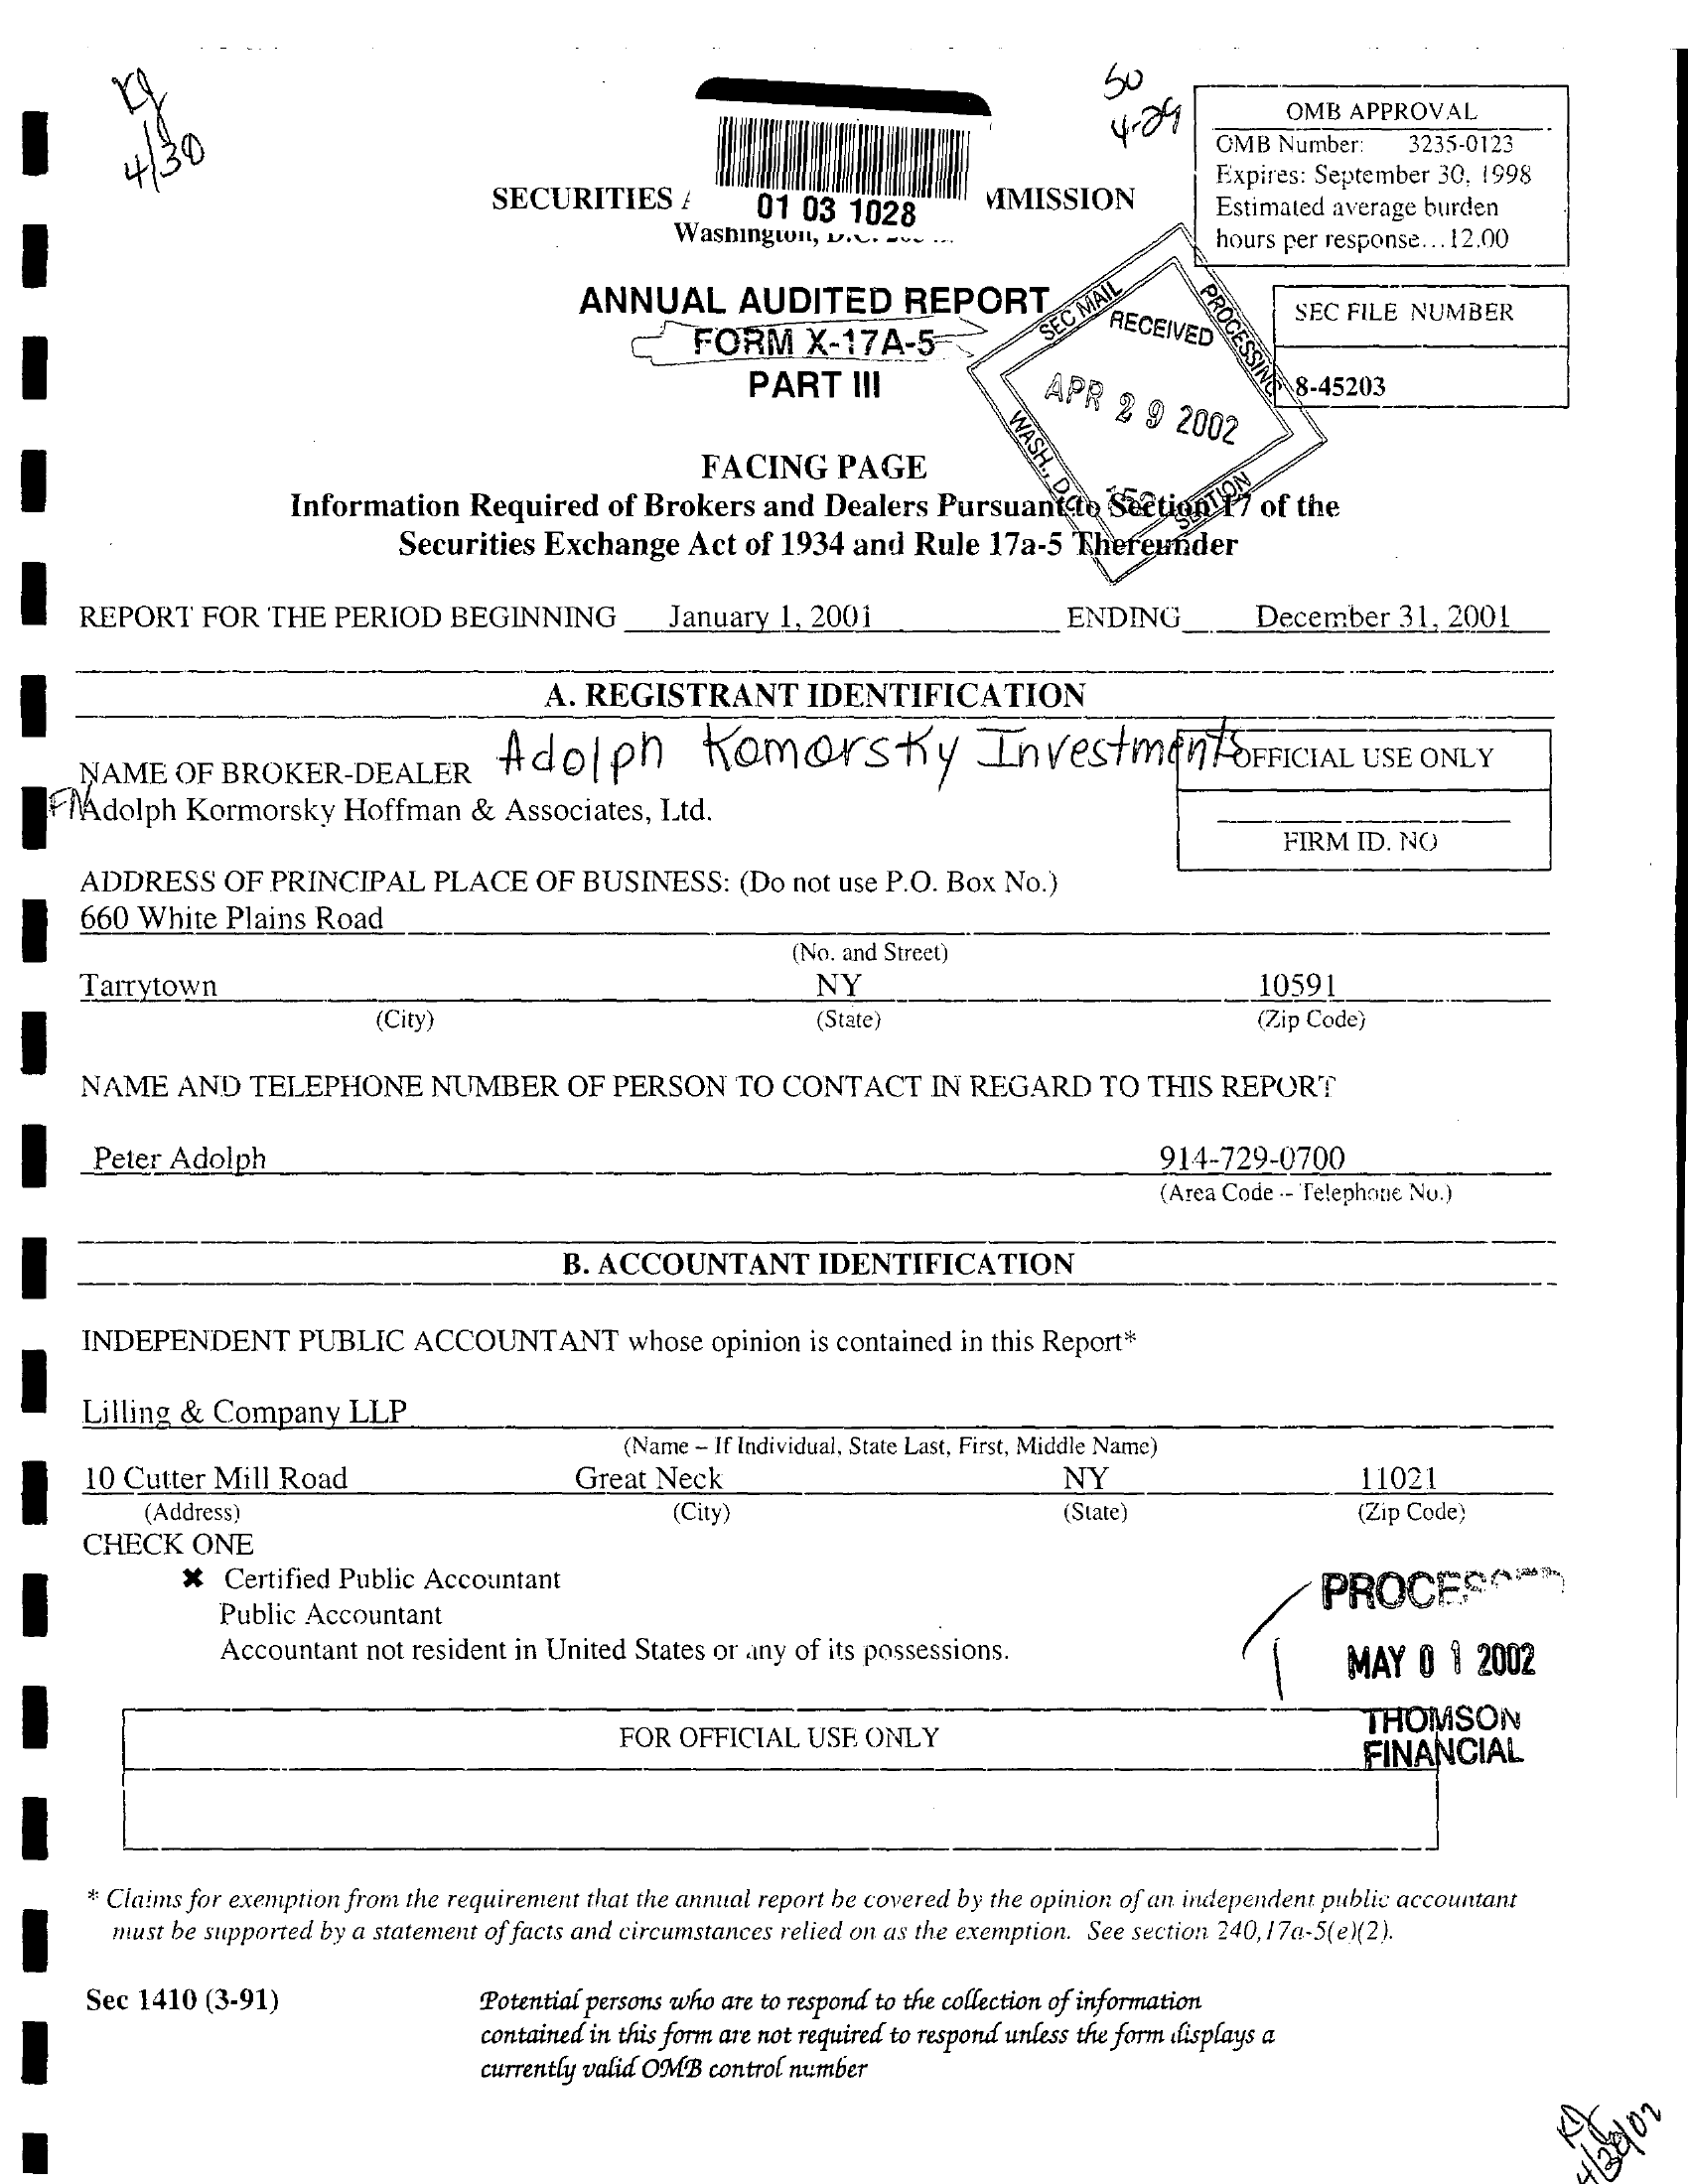 4/30
50
4-29
OMB APPROVAL
OMB Number: 3235-0123
Expires: September 30, 1998
Estimated average burden
hours per response...12.00
01 03 1028
SECURITIES MMISSION
Washington, D.C.
ANNUAL AUDITED REPORT
FORM X-17A-5
PART III
SEC MAIL
RECEIVED
PROCESSING
APR 29 2002
WASH., D.C.
SECTION
SEC FILE NUMBER
8-45203
FACING PAGE
Information Required of Brokers and Dealers Pursuant to Section 17 of the
Securities Exchange Act of 1934 and Rule 17a-5 Thereunder
REPORT FOR THE PERIOD BEGINNING January 1, 2001 ENDING December 31, 2001
A. REGISTRANT IDENTIFICATION
Adolph Komorsky Investments
NAME OF BROKER-DEALER
OFFICIAL USE ONLY
Adolph Kormorsky Hoffman & Associates, Ltd.
FIRM ID. NO
ADDRESS OF PRINCIPAL PLACE OF BUSINESS: (Do not use P.O. Box No.)
660 White Plains Road
(No. and Street)
Tarrytown NY 10591
(City) (State) (Zip Code)
NAME AND TELEPHONE NUMBER OF PERSON TO CONTACT IN REGARD TO THIS REPORT
Peter Adolph 914-729-0700
(Area Code -- Telephone No.)
B. ACCOUNTANT IDENTIFICATION
INDEPENDENT PUBLIC ACCOUNTANT whose opinion is contained in this Report*
Lilling & Company LLP
(Name – If Individual, State Last, First, Middle Name)
10 Cutter Mill Road Great Neck NY 11021
(Address) (City) (State) (Zip Code)
CHECK ONE
✖ Certified Public Accountant
Public Accountant
Accountant not resident in United States or any of its possessions.
PROCESSED
MAY 01 2002
THOMSON
FINANCIAL
FOR OFFICIAL USE ONLY
* Claims for exemption from the requirement that the annual report be covered by the opinion of an independent public accountant
must be supported by a statement of facts and circumstances relied on as the exemption. See section 240,17a-5(e)(2).
Sec 1410 (3-91)
Potential persons who are to respond to the collection of information
contained in this form are not required to respond unless the form displays a
currently valid OMB control number